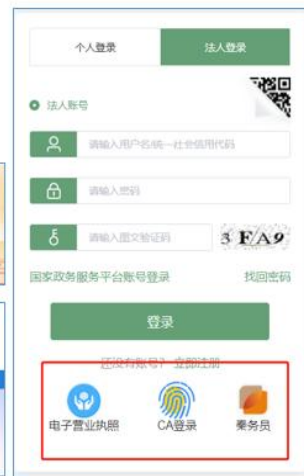 个人登录 法人登录
法人账号
请输入用户名/统一社会信用代码
请输入密码
请输入图文验证码 3 FA9
国家政务服务平台账号登录 找回密码
登录
还没有账号? 立即注册
电子营业执照 CA登录 秦务员